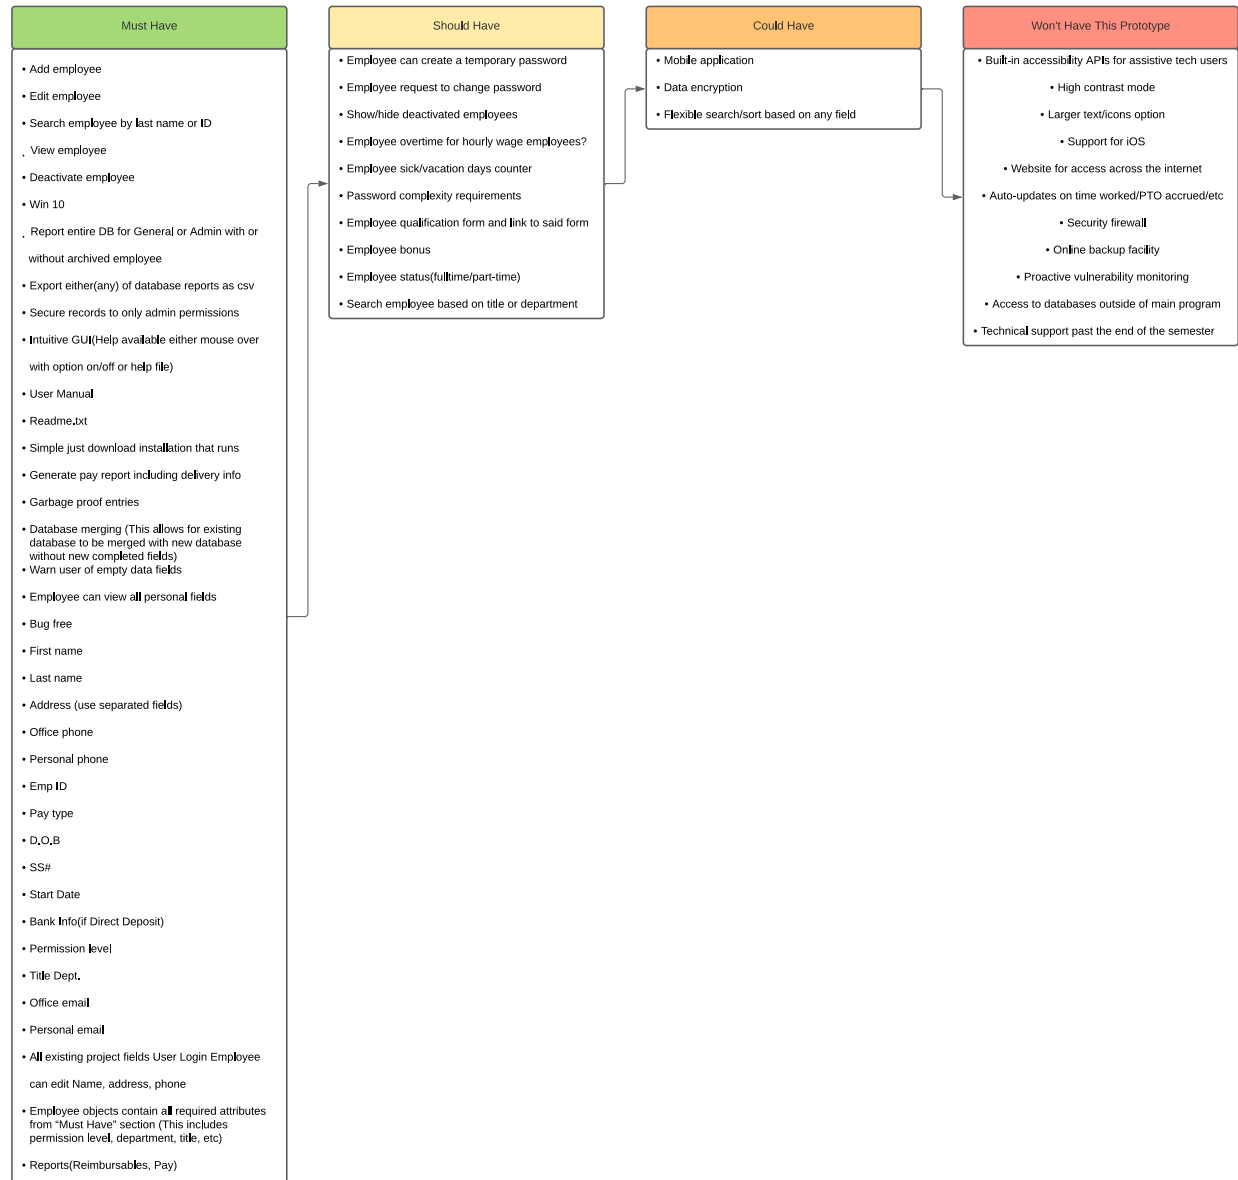 Must Have
• Add employee
• Edit employee
• Search employee by last name or ID
. View employee
• Deactivate employee
• Win 10
. Report entire DB for General or Admin with or
without archived employee
• Export either(any) of database reports as csv
• Secure records to only admin permissions
• Intuitive GUI(Help available either mouse over
with option on/off or help file)
• User Manual
• Readme.txt
• Simple just download installation that runs
• Generate pay report including delivery info
• Garbage proof entries
• Database merging (This allows for existing
database to be merged with new database
without new completed fields)
• Warn user of empty data fields
• Employee can view all personal fields
• Bug free
• First name
• Last name
• Address (use separated fields)
• Office phone
• Personal phone
• Emp ID
• Pay type
• D.O.B
• SS#
• Start Date
• Bank Info(if Direct Deposit)
• Permission level
• Title Dept.
• Office email
• Personal email
• All existing project fields User Login Employee
can edit Name, address, phone
• Employee objects contain all required attributes
from “Must Have” section (This includes
permission level, department, title, etc)
• Reports(Reimbursables, Pay)
Should Have
• Employee can create a temporary password
• Employee request to change password
• Show/hide deactivated employees
• Employee overtime for hourly wage employees?
• Employee sick/vacation days counter
• Password complexity requirements
• Employee qualification form and link to said form
• Employee bonus
• Employee status(fulltime/part-time)
• Search employee based on title or department
Could Have
• Mobile application
• Data encryption
• Flexible search/sort based on any field
Won't Have This Prototype
• Built-in accessibility APIs for assistive tech users
• High contrast mode
• Larger text/icons option
• Support for iOS
• Website for access across the internet
• Auto-updates on time worked/PTO accrued/etc
• Security firewall
• Online backup facility
• Proactive vulnerability monitoring
• Access to databases outside of main program
• Technical support past the end of the semester